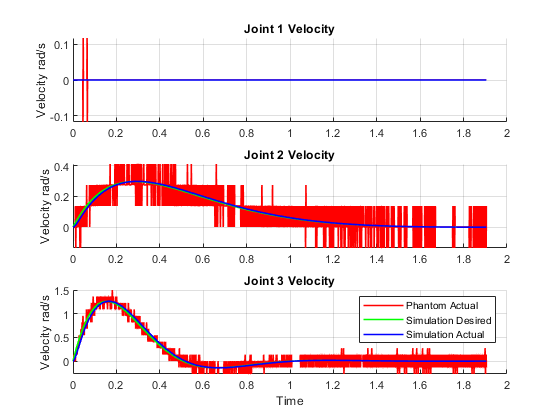 Joint 1 Velocity
Velocity rad/s
0.1
0
-0.1
0 0.2 0.4 0.6 0.8 1 1.2 1.4 1.6 1.8 2
Joint 2 Velocity
Velocity rad/s
0.4
0.2
0
0 0.2 0.4 0.6 0.8 1 1.2 1.4 1.6 1.8 2
Joint 3 Velocity
Velocity rad/s
1.5
1
0.5
0
Phantom Actual
Simulation Desired
Simulation Actual
0 0.2 0.4 0.6 0.8 1 1.2 1.4 1.6 1.8 2
Time